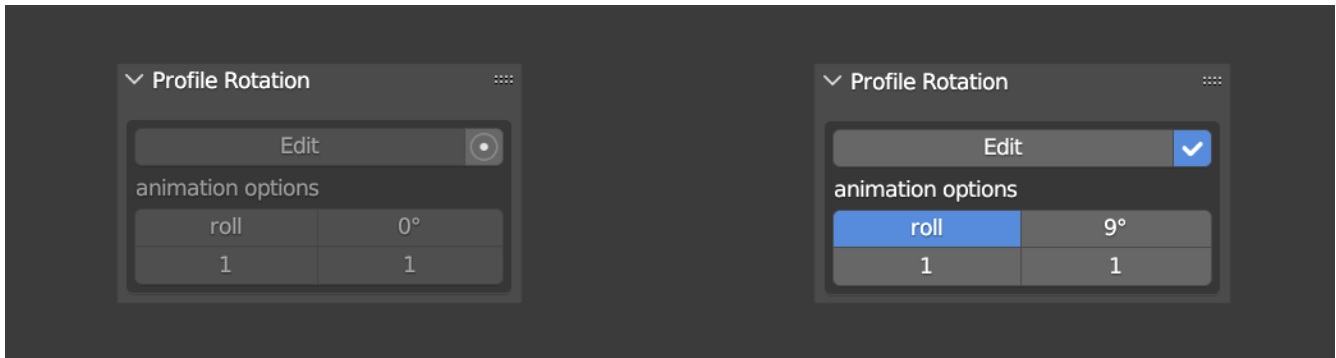 Profile Rotation
Edit
animation options
roll 0°
1 1
Profile Rotation
Edit
animation options
roll 9°
1 1